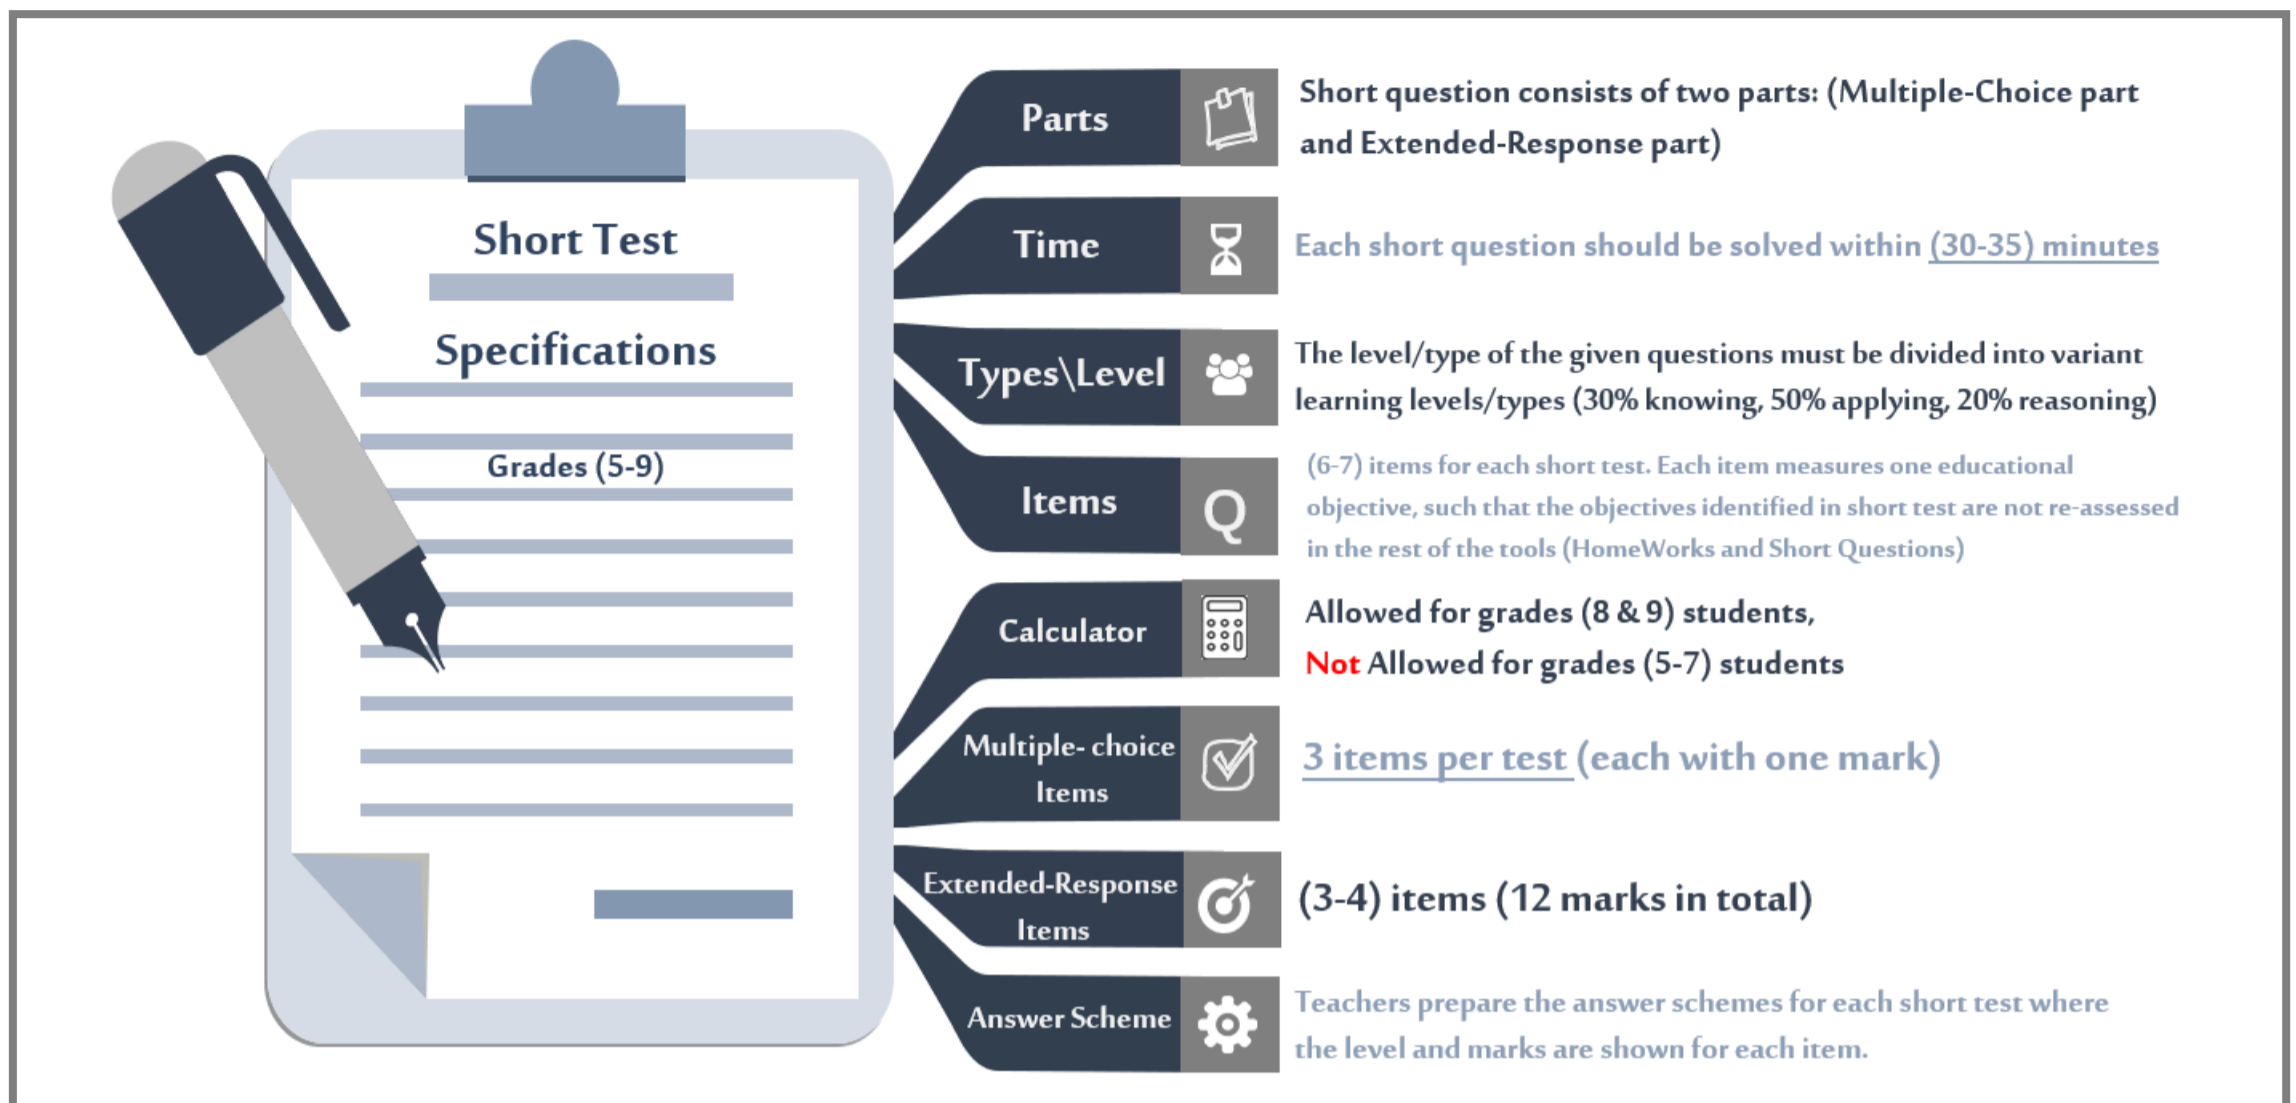 Short Test
Specifications
Grades (5-9)
Parts
Short question consists of two parts: (Multiple-Choice part
and Extended-Response part)
Time
Each short question should be solved within (30-35) minutes
Types\Level
The level/type of the given questions must be divided into variant
learning levels/types (30% knowing, 50% applying, 20% reasoning)
Items
Q
(6-7) items for each short test. Each item measures one educational
objective, such that the objectives identified in short test are not re-assessed
in the rest of the tools (HomeWorks and Short Questions)
Calculator
Allowed for grades (8 & 9) students,
Not Allowed for grades (5-7) students
Multiple- choice
Items
3 items per test (each with one mark)
Extended-Response
Items
(3-4) items (12 marks in total)
Answer Scheme
Teachers prepare the answer schemes for each short test where
the level and marks are shown for each item.